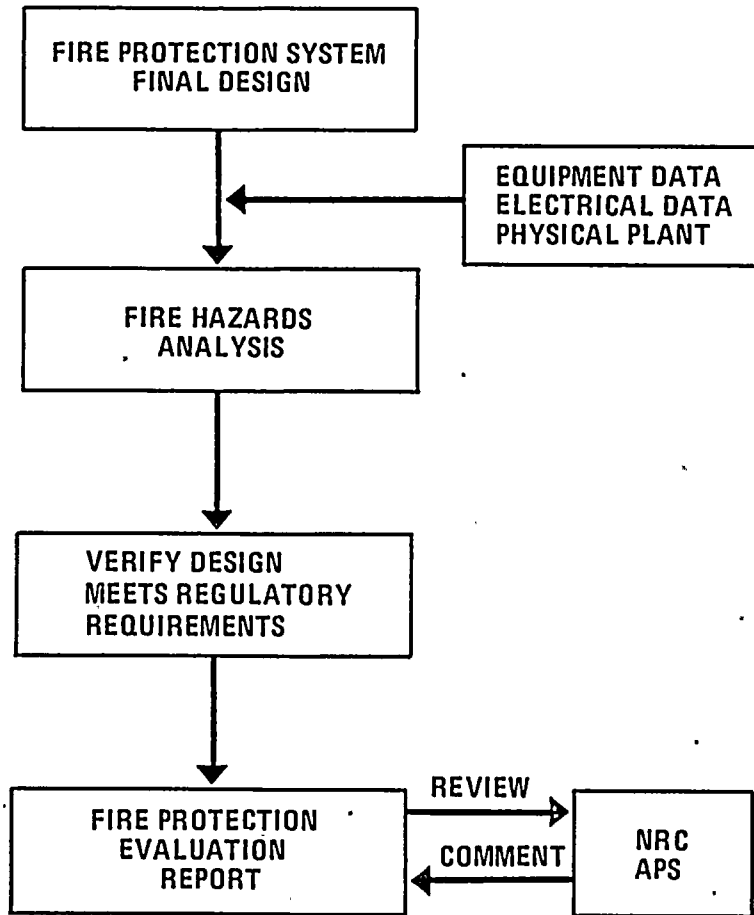 FIRE PROTECTION SYSTEM
FINAL DESIGN
EQUIPMENT DATA
ELECTRICAL DATA
PHYSICAL PLANT
FIRE HAZARDS
ANALYSIS
VERIFY DESIGN
MEETS REGULATORY
REQUIREMENTS
FIRE PROTECTION
EVALUATION
REPORT
REVIEW
COMMENT
NRC
APS